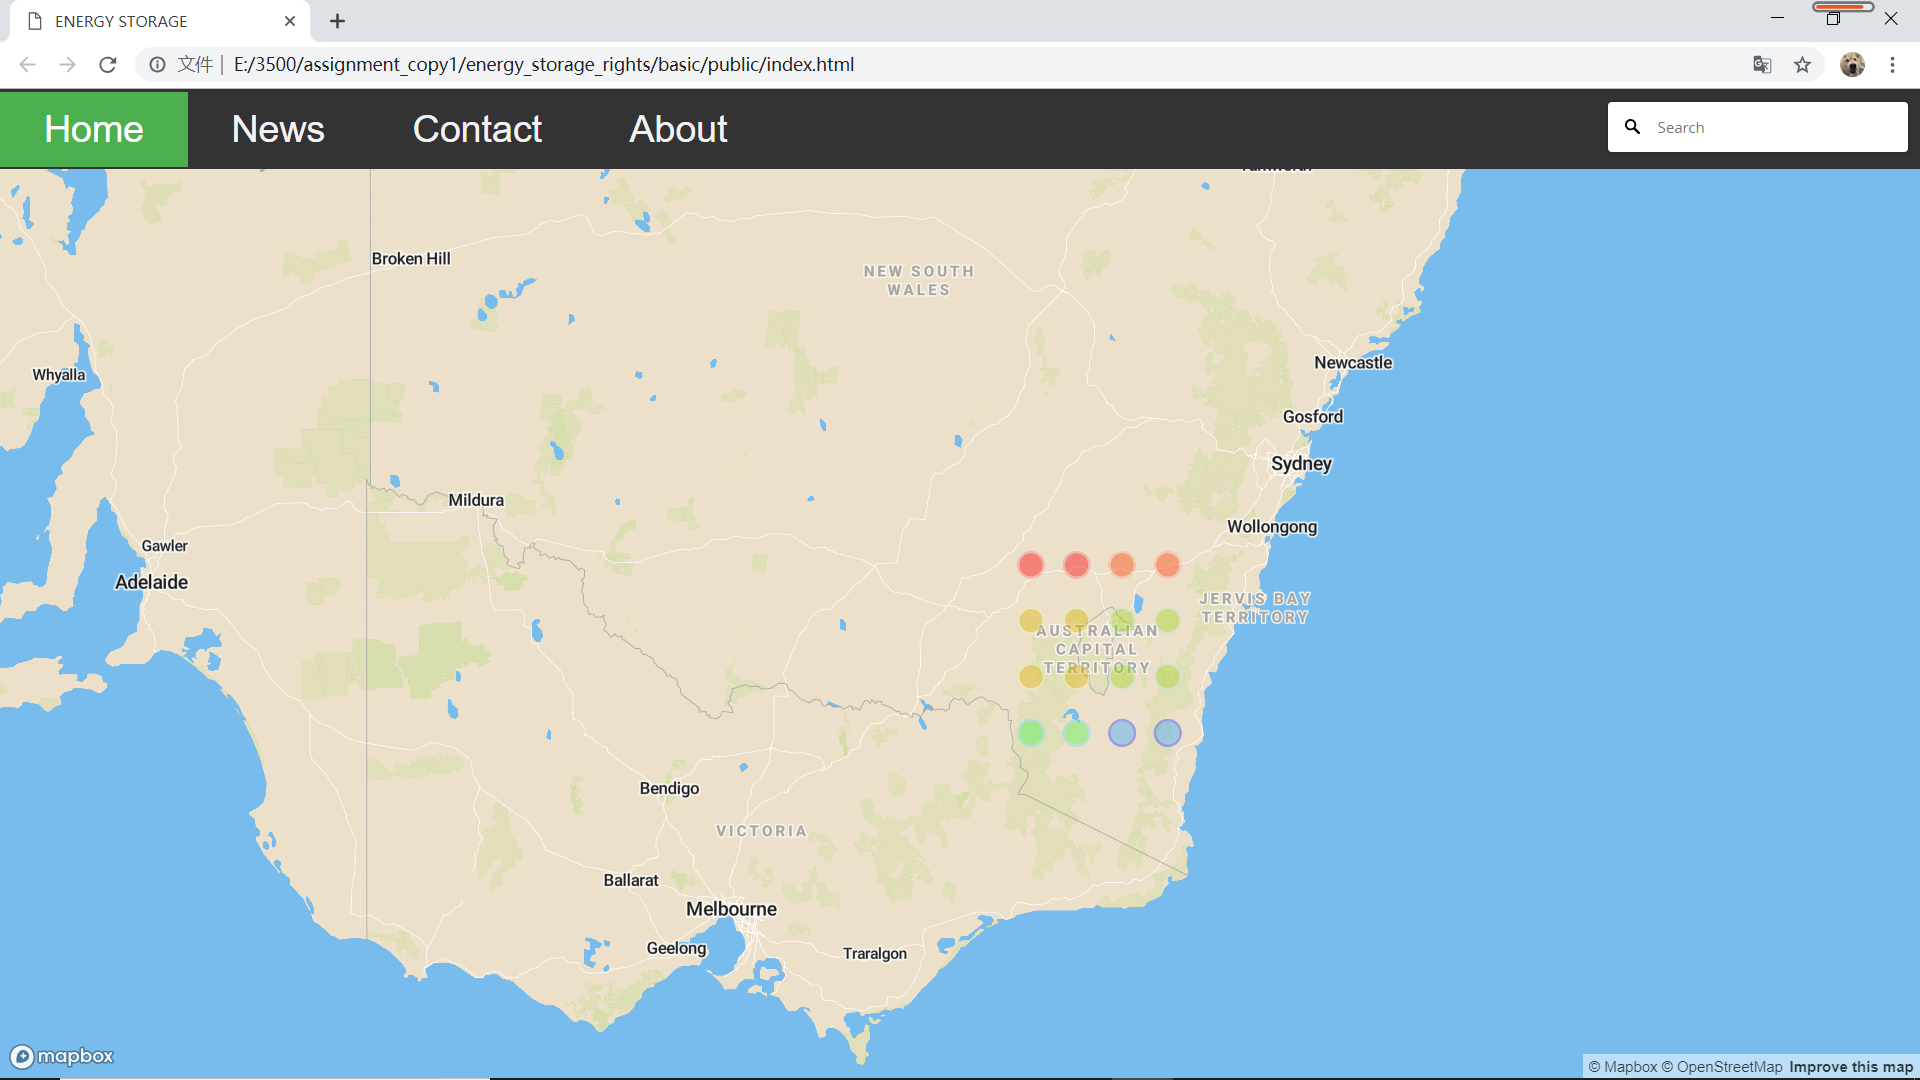 ENERGY STORAGE
文件 | E:/3500/assignment_copy1/energy_storage_rights/basic/public/index.html
Home News Contact About
Search
Broken Hill
NEW SOUTH
WALES
Newcastle
Whyalla
Gosford
Sydney
Mildura
Wollongong
Gawler
Adelaide
JERVIS BAY
TERRITORY
AUSTRALIAN
CAPITAL
TERRITORY
Bendigo
VICTORIA
Ballarat
Melbourne
Geelong
Traralgon
mapbox
© Mapbox © OpenStreetMap Improve this map